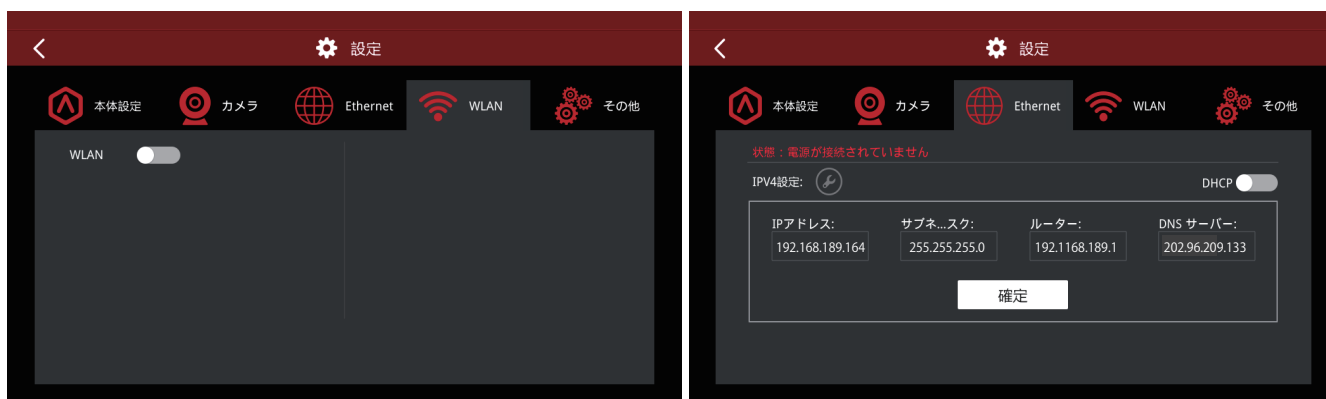 設定
本体設定 カメラ Ethernet WLAN その他
WLAN
設定
本体設定 カメラ Ethernet WLAN その他
状態：電源が接続されていません
IPV4設定: DHCP
IPアドレス: サブネ...スク: ルーター: DNS サーバー:
192.168.189.164 255.255.255.0 192.1168.189.1 202.96.209.133
確定